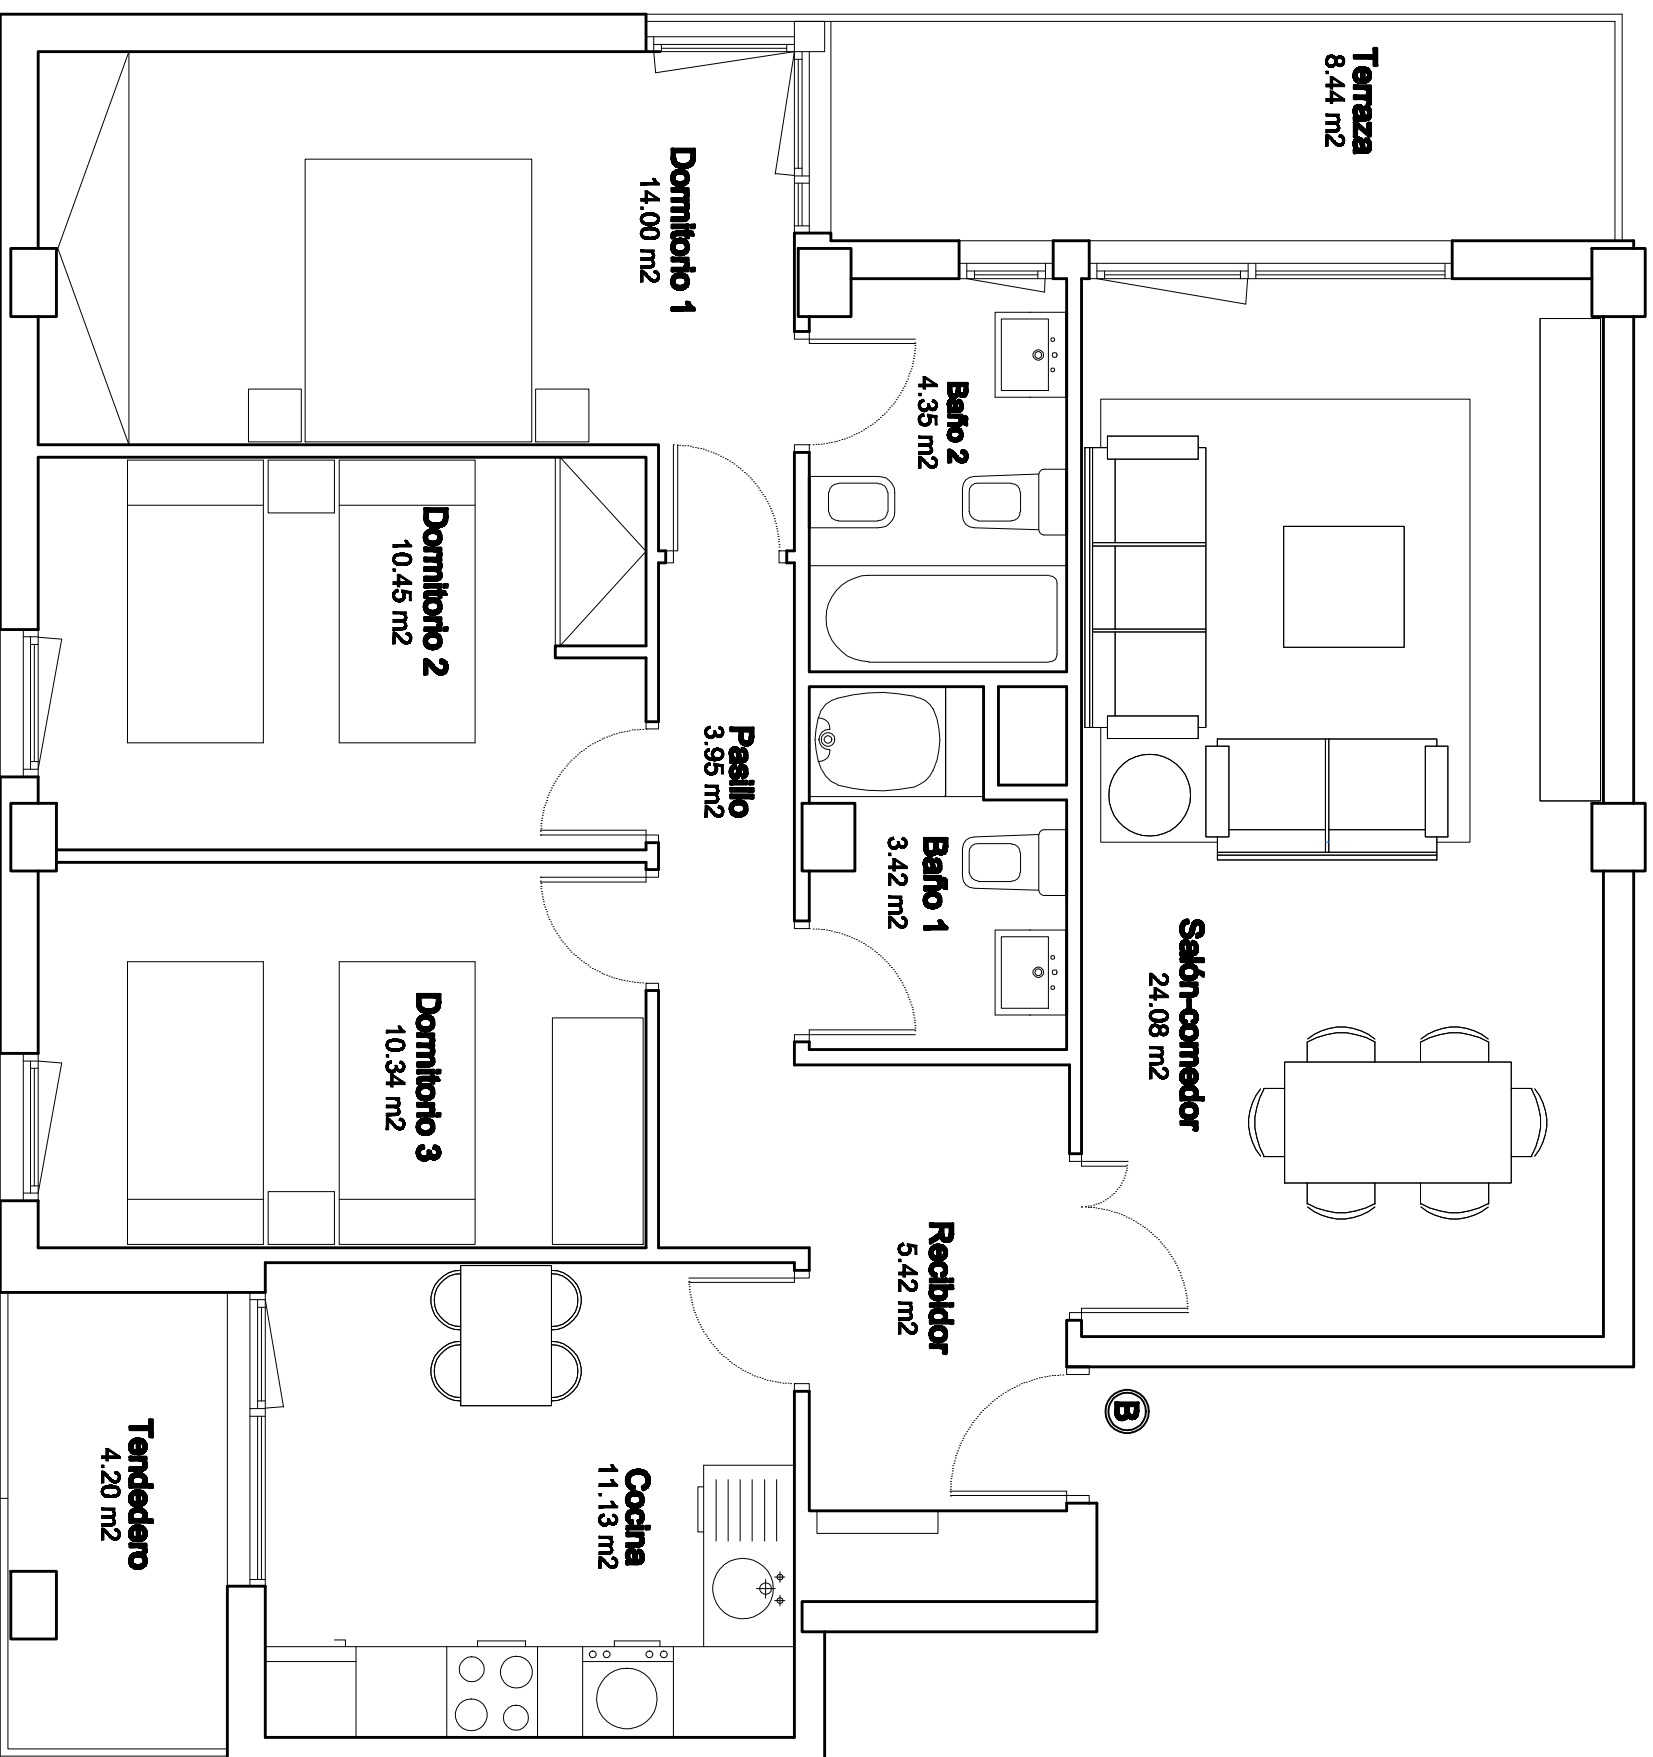 Terraza
8.44 m2
Dormitorio 1
14.00 m2
Baño 2
4.35 m2
Dormitorio 2
10.45 m2
Pasillo
3.95 m2
Baño 1
3.42 m2
Salón-comedor
24.08 m2
Dormitorio 3
10.34 m2
Recibidor
5.42 m2
B
Cocina
11.13 m2
Tendedero
4.20 m2